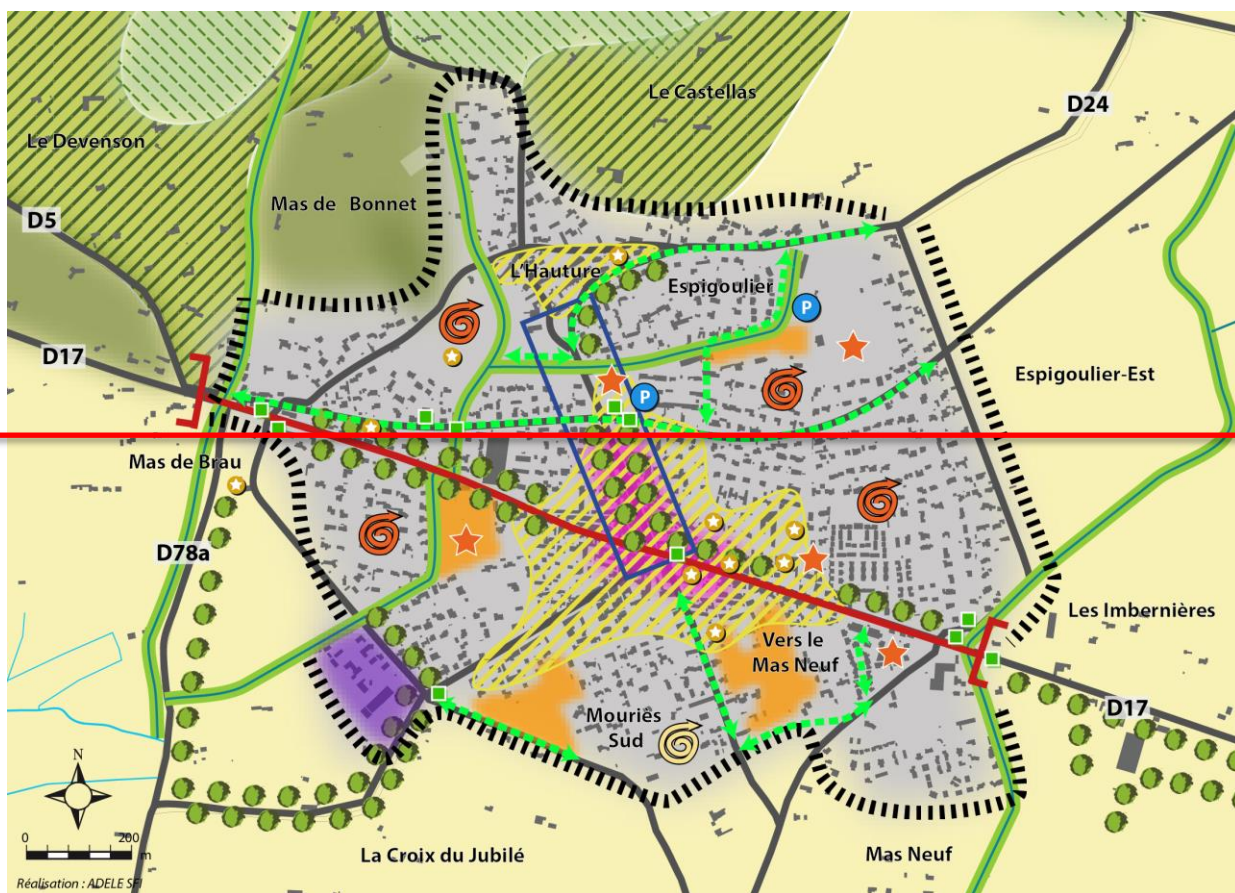 Le Castellas
D24
Le Devenson
Mas de Bonnet
D5
L'Hauture
Espigoulier
P
D17
Espigoulier-Est
P
Mas de Brau
D78a
Les Imbernières
Vers le
Mas Neuf
D17
Mouriès
Sud
N
0 200
m
La Croix du Jubilé
Mas Neuf
Réalisation : ADELE SFI